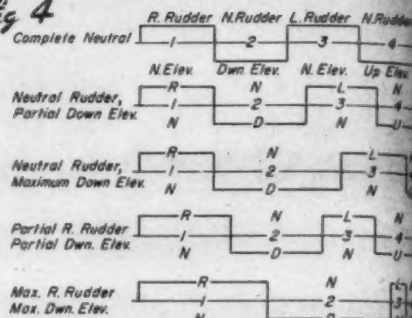 ig 4
R. Rudder N. Rudder L. Rudder N. Rudde
Complete Neutral 1 2 3 4
N. Elev. Dwn. Elev. N. Elev. Up Elev.
R N L N
Neutral Rudder,
Partial Down Elev. 1 2 3 4
N D N U
R N L
Neutral Rudder,
Maximum Down Elev. 1 2 3
N D N
R N L N
Partial R. Rudder
Partial Dwn. Elev. 1 2 3 4
N D N U
R N L
Max. R. Rudder
Max. Dwn. Elev. 1 2 3
N D